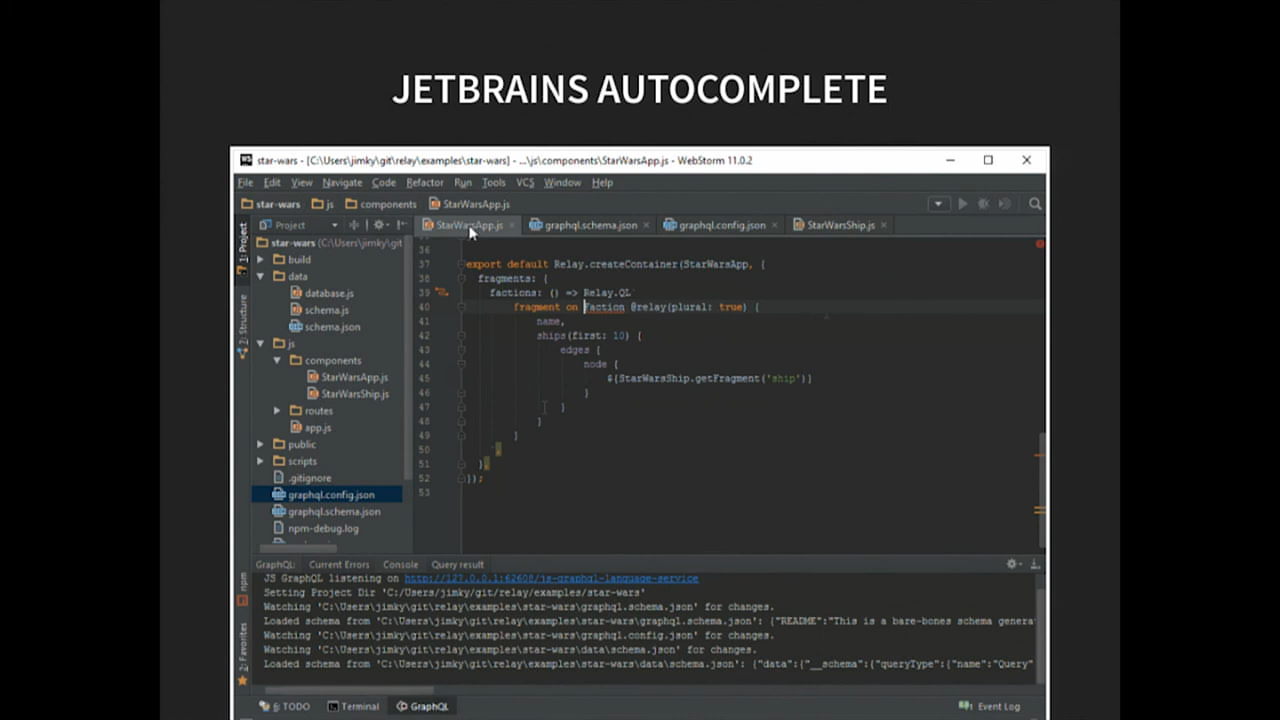 JETBRAINS AUTOCOMPLETE
star-wars - [C:\Users\jimky\git\relay\examples\star-wars] - ...\js\components\StarWarsApp.js - WebStorm 11.0.2
File Edit View Navigate Code Refactor Run Tools VCS Window Help
star-wars js components StarWarsApp.js
1: Project
Project
StarWarsApp.js graphql.schema.json graphql.config.json StarWarsShip.js
star-wars (C:\Users\jimky\git
build
data
database.js
schema.js
schema.json
js
components
StarWarsApp.js
StarWarsShip.js
routes
app.js
public
scripts
.gitignore
graphql.config.json
graphql.schema.json
npm-debug.log
Z: Structure
36
37 export default Relay.createContainer(StarWarsApp, {
38 fragments: {
39 factions: () => Relay.QL`
40 fragment on Faction @relay(plural: true) {
41 name,
42 ships(first: 10) {
43 edges {
44 node {
45 ${StarWarsShip.getFragment('ship')}
46 }
47 }
48 }
49 }
50 `,
51 },
52 });
53
GraphQL: Current Errors Console Query result
JS GraphQL listening on http://127.0.0.1:62608/js-graphql-language-service
Setting Project Dir 'C:/Users/jimky/git/relay/examples/star-wars'
Watching 'C:\Users\jimky\git\relay\examples\star-wars\graphql.schema.json' for changes.
Loaded schema from 'C:\Users\jimky\git\relay\examples\star-wars\graphql.schema.json': {"README":"This is a bare-bones schema genera
Watching 'C:\Users\jimky\git\relay\examples\star-wars\graphql.config.json' for changes.
Watching 'C:\Users\jimky\git\relay\examples\star-wars\data\schema.json' for changes.
Loaded schema from 'C:\Users\jimky\git\relay\examples\star-wars\data\schema.json': {"data":{"__schema":{"queryType":{"name":"Query"
npm
2: Favorites
6: TODO Terminal GraphQL 1 Event Log